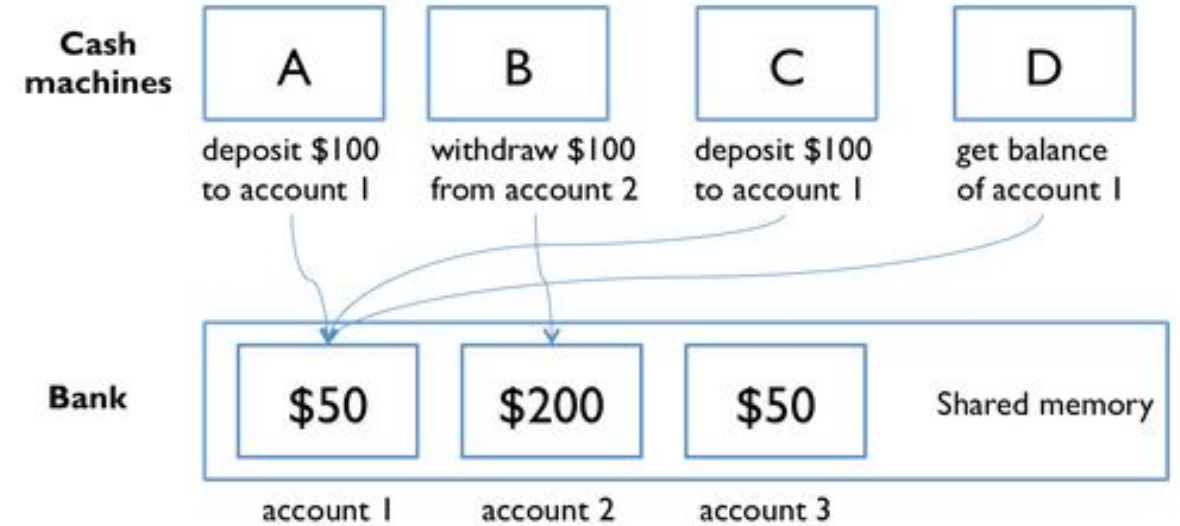 Cash
machines
A
B
C
D
deposit $100
to account 1
withdraw $100
from account 2
deposit $100
to account 1
get balance
of account 1
Bank
$50
$200
$50
Shared memory
account 1
account 2
account 3